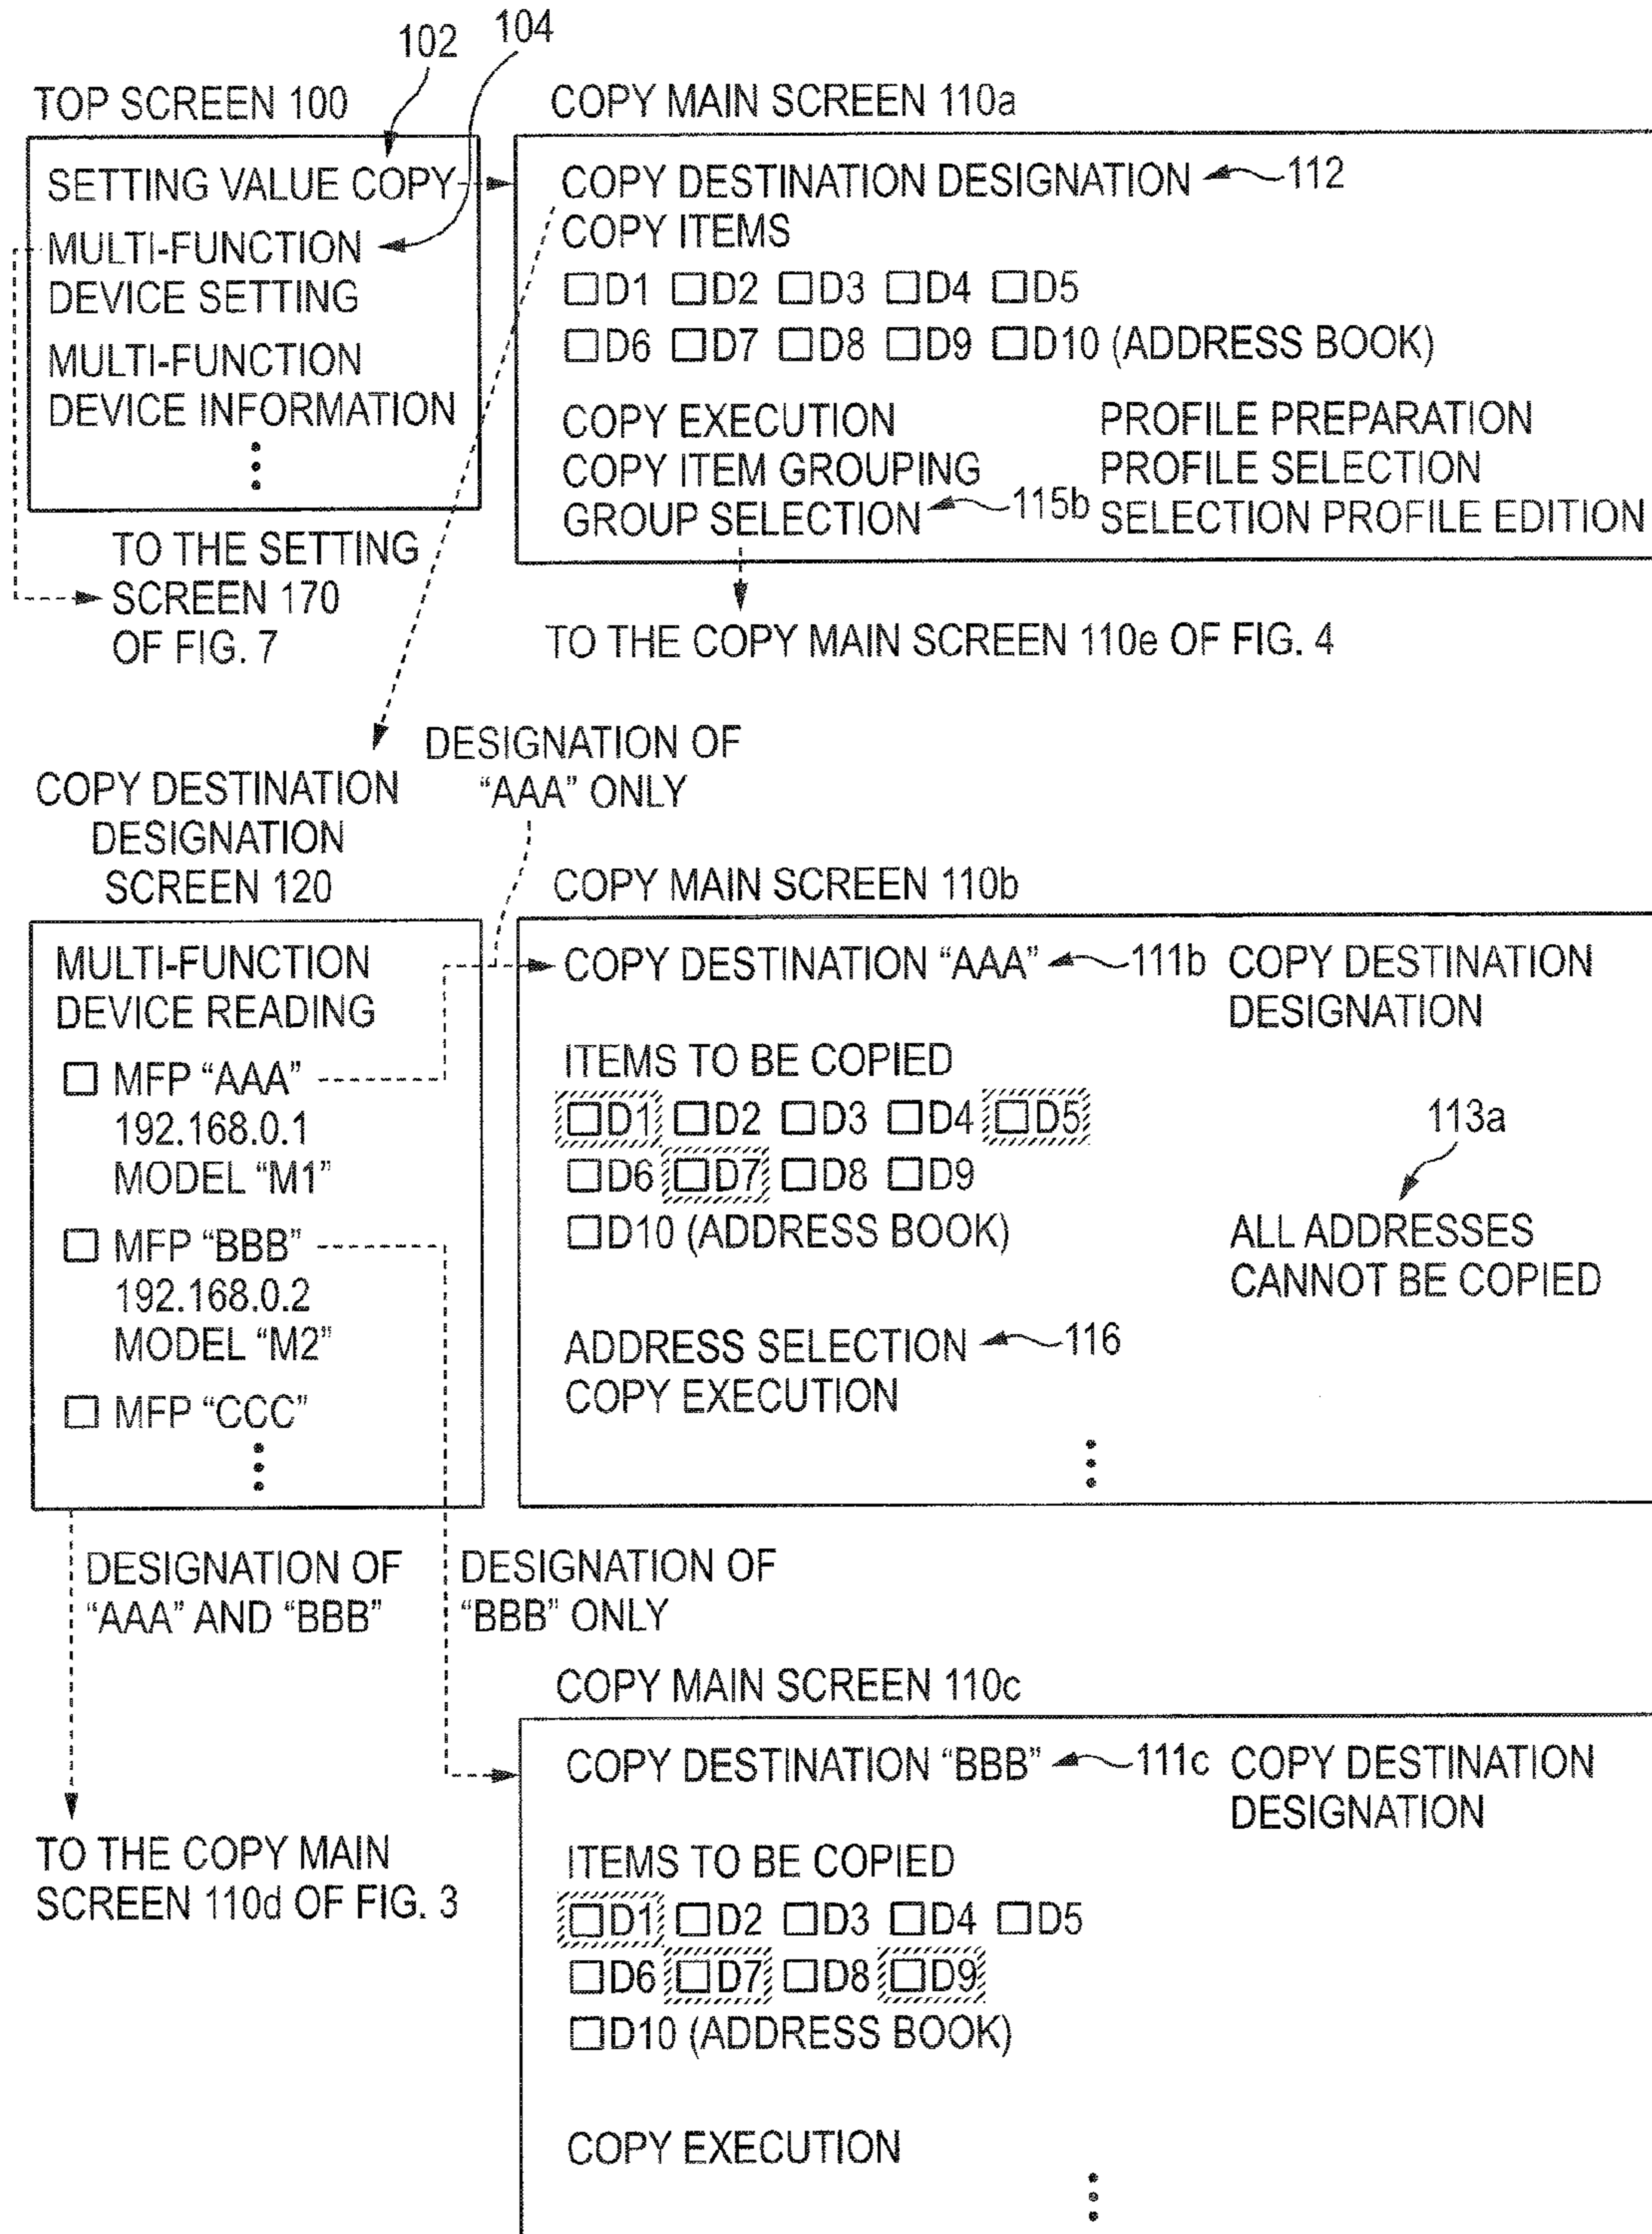 102
104
TOP SCREEN 100
SETTING VALUE COPY
MULTI-FUNCTION
DEVICE SETTING
MULTI-FUNCTION
DEVICE INFORMATION
TO THE SETTING
SCREEN 170
OF FIG. 7
COPY MAIN SCREEN 110a
COPY DESTINATION DESIGNATION 112
COPY ITEMS
□D1 □D2 □D3 □D4 □D5
□D6 □D7 □D8 □D9 □D10 (ADDRESS BOOK)
COPY EXECUTION PROFILE PREPARATION
COPY ITEM GROUPING PROFILE SELECTION
GROUP SELECTION 115b SELECTION PROFILE EDITION
TO THE COPY MAIN SCREEN 110e OF FIG. 4
DESIGNATION OF
“AAA” ONLY
COPY DESTINATION
DESIGNATION
SCREEN 120
MULTI-FUNCTION
DEVICE READING
□ MFP “AAA”
192.168.0.1
MODEL “M1”
□ MFP “BBB”
192.168.0.2
MODEL “M2”
□ MFP “CCC”
COPY MAIN SCREEN 110b
COPY DESTINATION “AAA” 111b COPY DESTINATION
DESIGNATION
ITEMS TO BE COPIED
□D1 □D2 □D3 □D4 □D5
□D6 □D7 □D8 □D9
□D10 (ADDRESS BOOK)
113a
ALL ADDRESSES
CANNOT BE COPIED
ADDRESS SELECTION 116
COPY EXECUTION
DESIGNATION OF
“AAA” AND “BBB”
DESIGNATION OF
“BBB” ONLY
TO THE COPY MAIN
SCREEN 110d OF FIG. 3
COPY MAIN SCREEN 110c
COPY DESTINATION “BBB” 111c COPY DESTINATION
DESIGNATION
ITEMS TO BE COPIED
□D1 □D2 □D3 □D4 □D5
□D6 □D7 □D8 □D9
□D10 (ADDRESS BOOK)
COPY EXECUTION